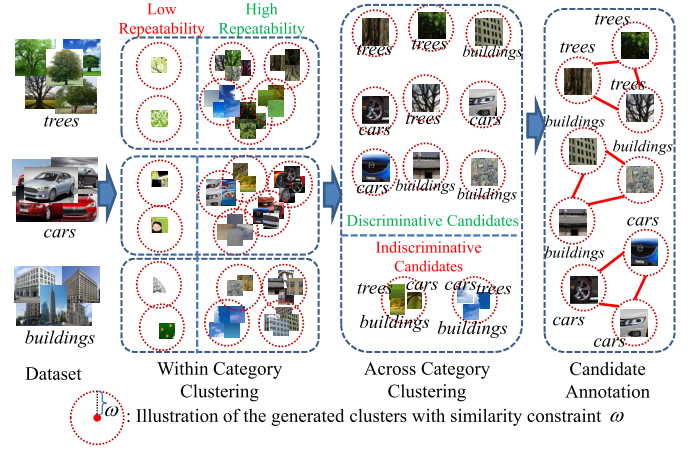 Low
Repeatability
High
Repeatability
trees
cars
buildings
trees
trees
buildings
cars
trees
cars
cars
buildings
buildings
Discriminative Candidates
Indiscriminative
Candidates
trees
cars
buildings
cars
trees
buildings
trees
trees
trees
buildings
buildings
buildings
cars
cars
cars
Dataset
Within Category
Clustering
Across Category
Clustering
Candidate
Annotation
ω
: Illustration of the generated clusters with similarity constraint ω